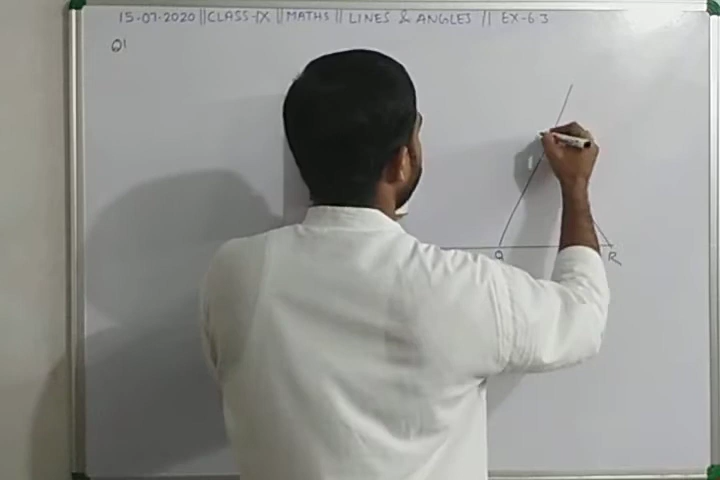 15-07-2020 || CLASS-IX || MATHS || LINES & ANGLES // EX-6 3
Q1
Q R